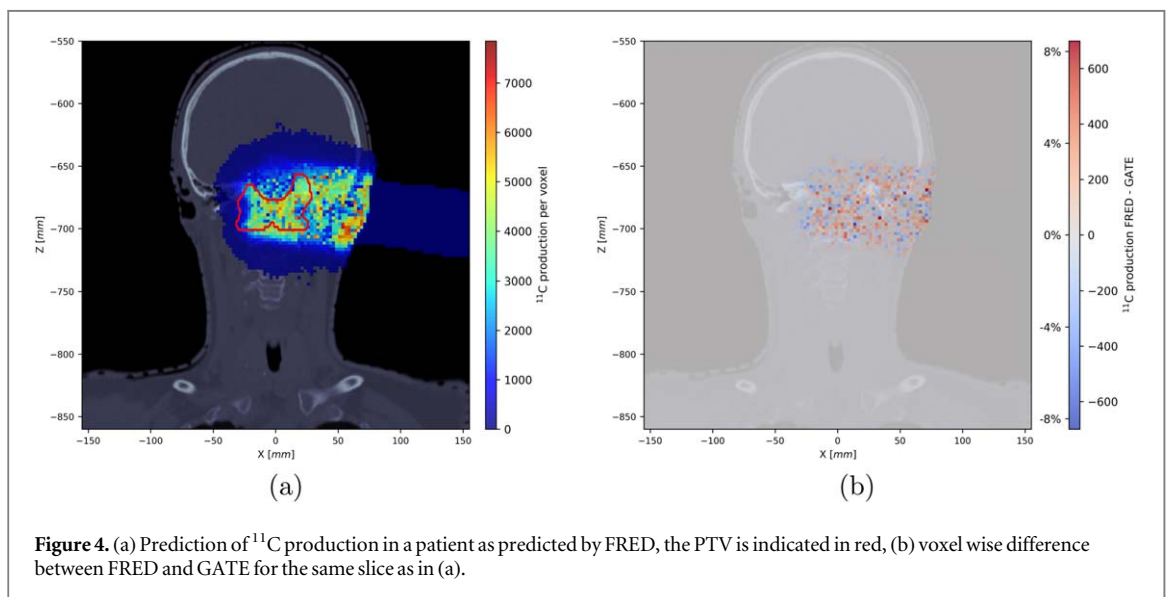 −550
−600
−650
−700
−750
−800
−850
Z [mm]
−150 −100 −50 0 50 100 150
X [mm]
7000
6000
5000
4000
3000
2000
1000
0
¹¹C production per voxel
(a)
−550
−600
−650
−700
−750
−800
−850
Z [mm]
−150 −100 −50 0 50 100 150
X [mm]
8%
4%
0%
-4%
-8%
600
400
200
0
−200
−400
−600
¹¹C production FRED - GATE
(b)
Figure 4. (a) Prediction of ¹¹C production in a patient as predicted by FRED, the PTV is indicated in red, (b) voxel wise difference
between FRED and GATE for the same slice as in (a).